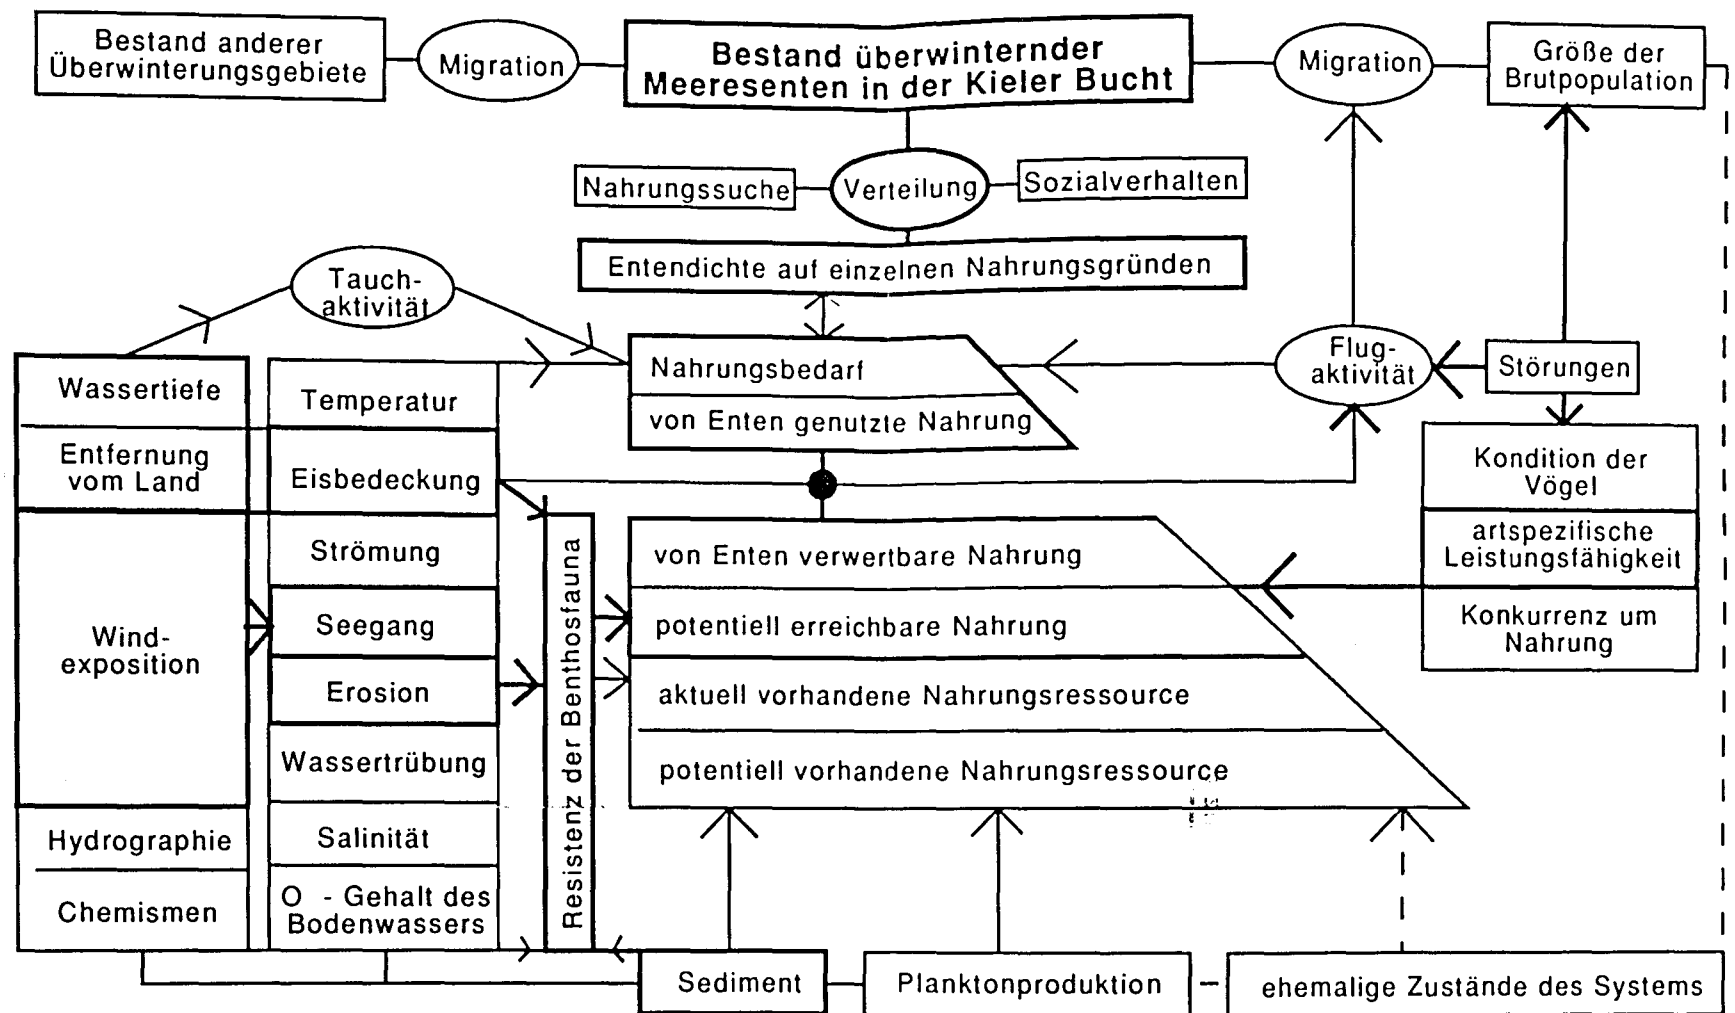 Bestand anderer
Überwinterungsgebiete
Migration
Bestand überwinternder
Meeresenten in der Kieler Bucht
Migration
Größe der
Brutpopulation
Nahrungssuche
Verteilung
Sozialverhalten
Entendichte auf einzelnen Nahrungsgründen
Tauch-
aktivität
Wassertiefe
Entfernung
vom Land
Wind-
exposition
Hydrographie
Chemismen
Temperatur
Eisbedeckung
Strömung
Seegang
Erosion
Wassertrübung
Salinität
O - Gehalt des
Bodenwassers
Resistenz der Benthosfauna
Nahrungsbedarf
von Enten genutzte Nahrung
von Enten verwertbare Nahrung
potentiell erreichbare Nahrung
aktuell vorhandene Nahrungsressource
potentiell vorhandene Nahrungsressource
Flug-
aktivität
Störungen
Kondition der
Vögel
artspezifische
Leistungsfähigkeit
Konkurrenz um
Nahrung
Sediment
Planktonproduktion
ehemalige Zustände des Systems